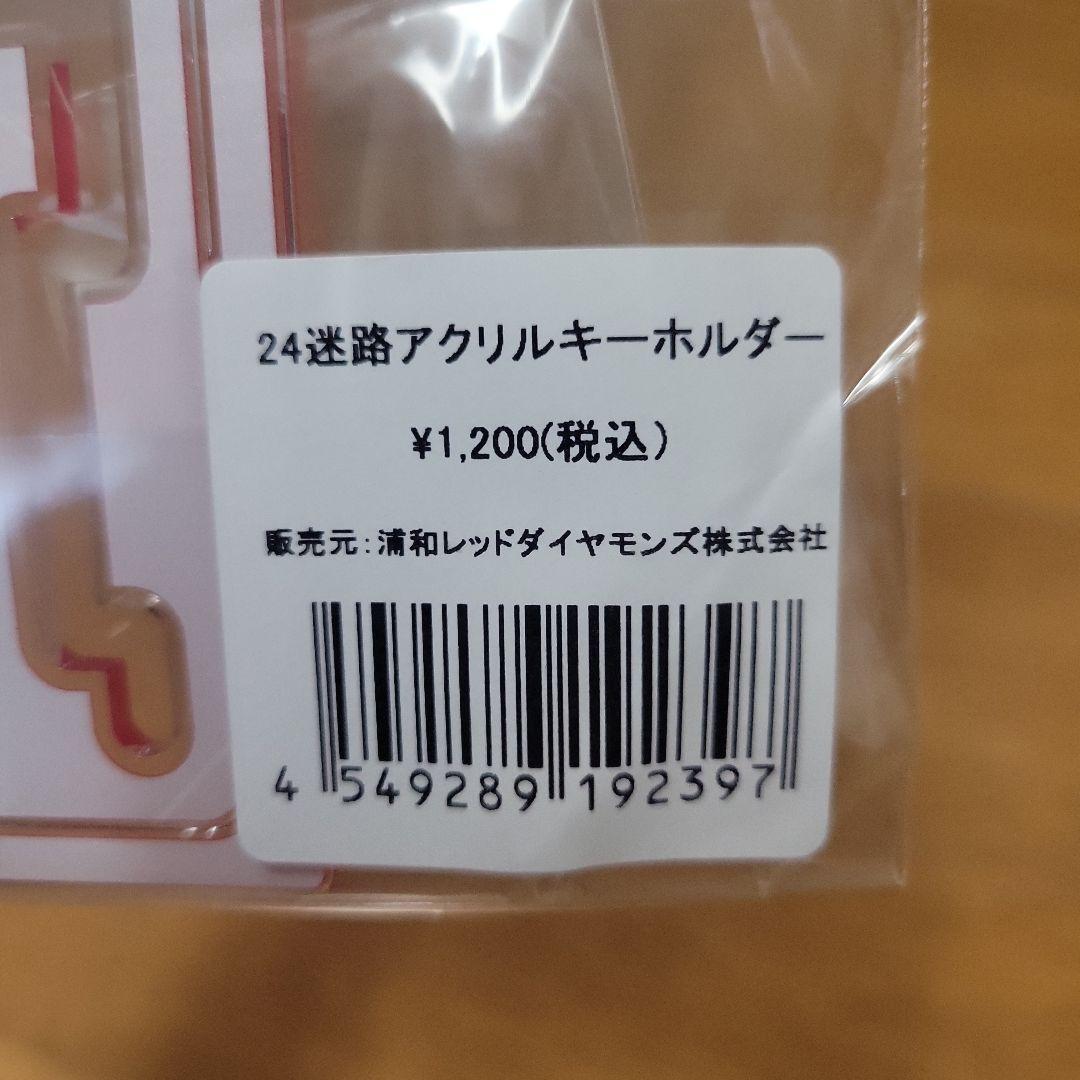 24迷路アクリルキーホルダー
¥1,200(税込)
販売元:浦和レッドダイヤモンズ株式会社
4 549289 192397